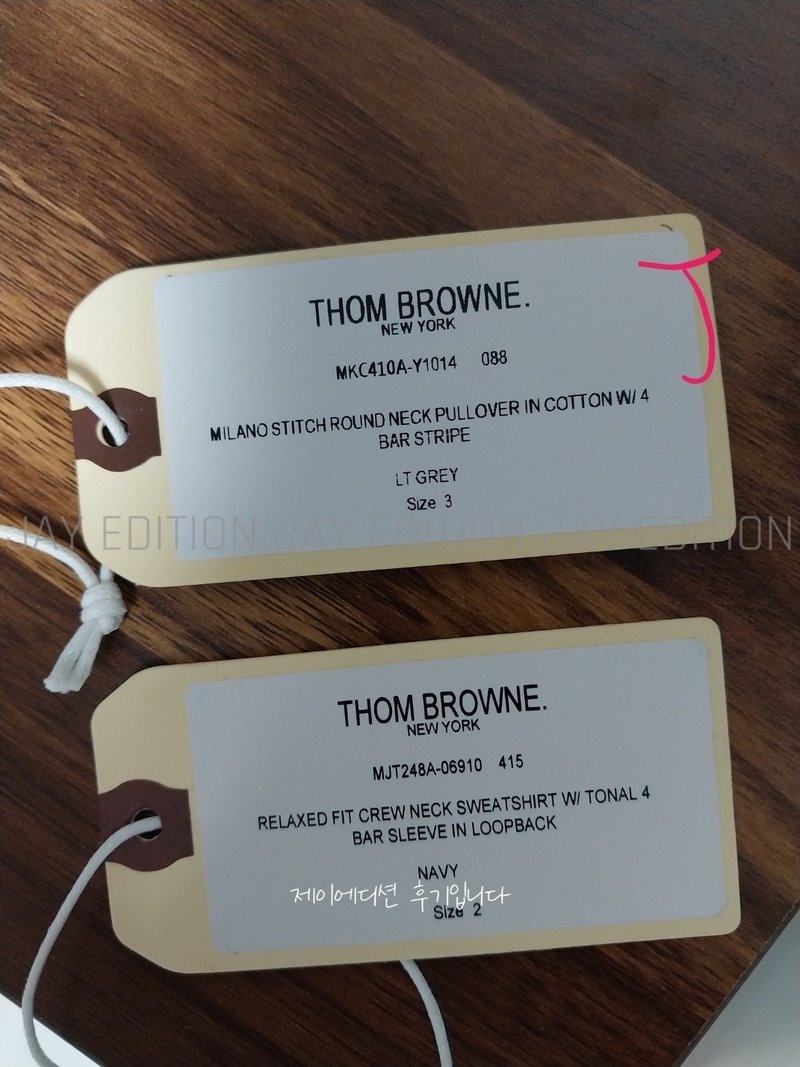 THOM BROWNE.
NEW YORK
MKC410A-Y1014 088
MILANO STITCH ROUND NECK PULLOVER IN COTTON W/ 4
BAR STRIPE
LT GREY
Size 3
J
JAY EDITION JAY EDITION JAY EDITION
THOM BROWNE.
NEW YORK
MJT248A-06910 415
RELAXED FIT CREW NECK SWEATSHIRT W/ TONAL 4
BAR SLEEVE IN LOOPBACK
NAVY
제이에디션 후기입니다
Size 2